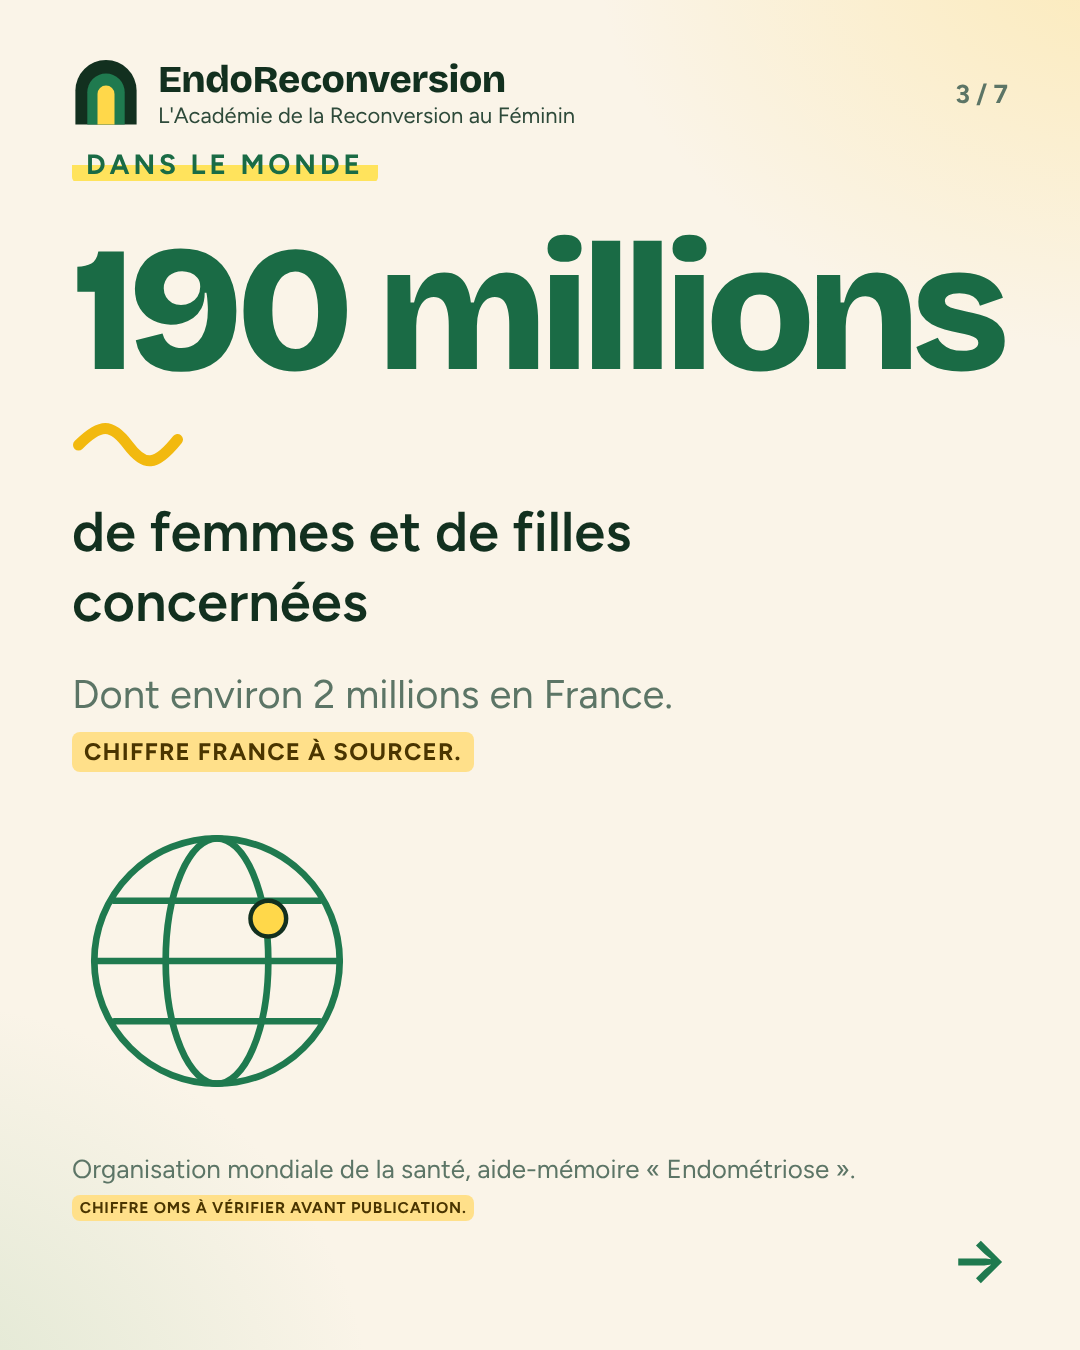 EndoReconversion
L'Académie de la Reconversion au Féminin
3 / 7
DANS LE MONDE
190 millions
de femmes et de filles
concernées
Dont environ 2 millions en France.
CHIFFRE FRANCE À SOURCER.
Organisation mondiale de la santé, aide-mémoire « Endométriose ».
CHIFFRE OMS À VÉRIFIER AVANT PUBLICATION.